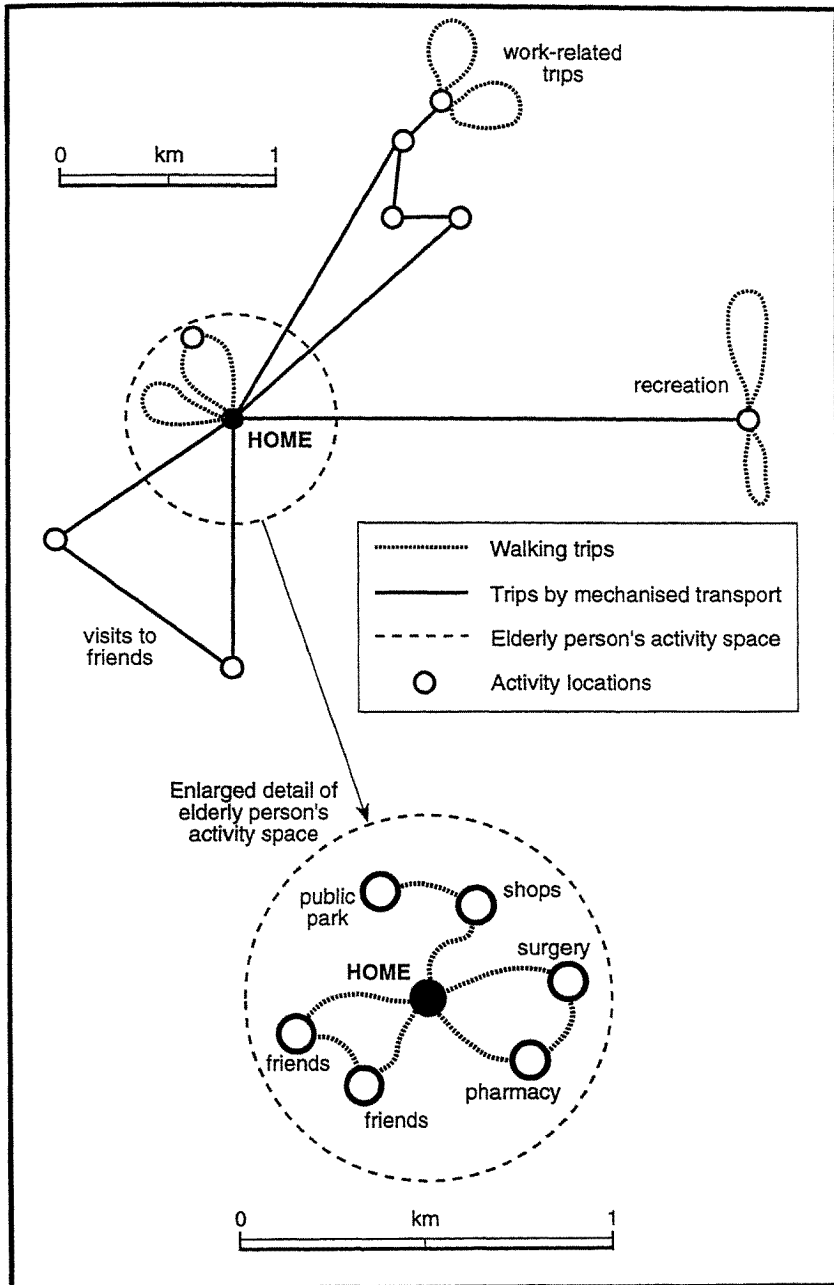 work-related
trips
0 km 1
recreation
HOME
visits to
friends
Walking trips
Trips by mechanised transport
Elderly person's activity space
Activity locations
Enlarged detail of
elderly person's
activity space
public
park
shops
surgery
HOME
friends
friends
pharmacy
0 km 1